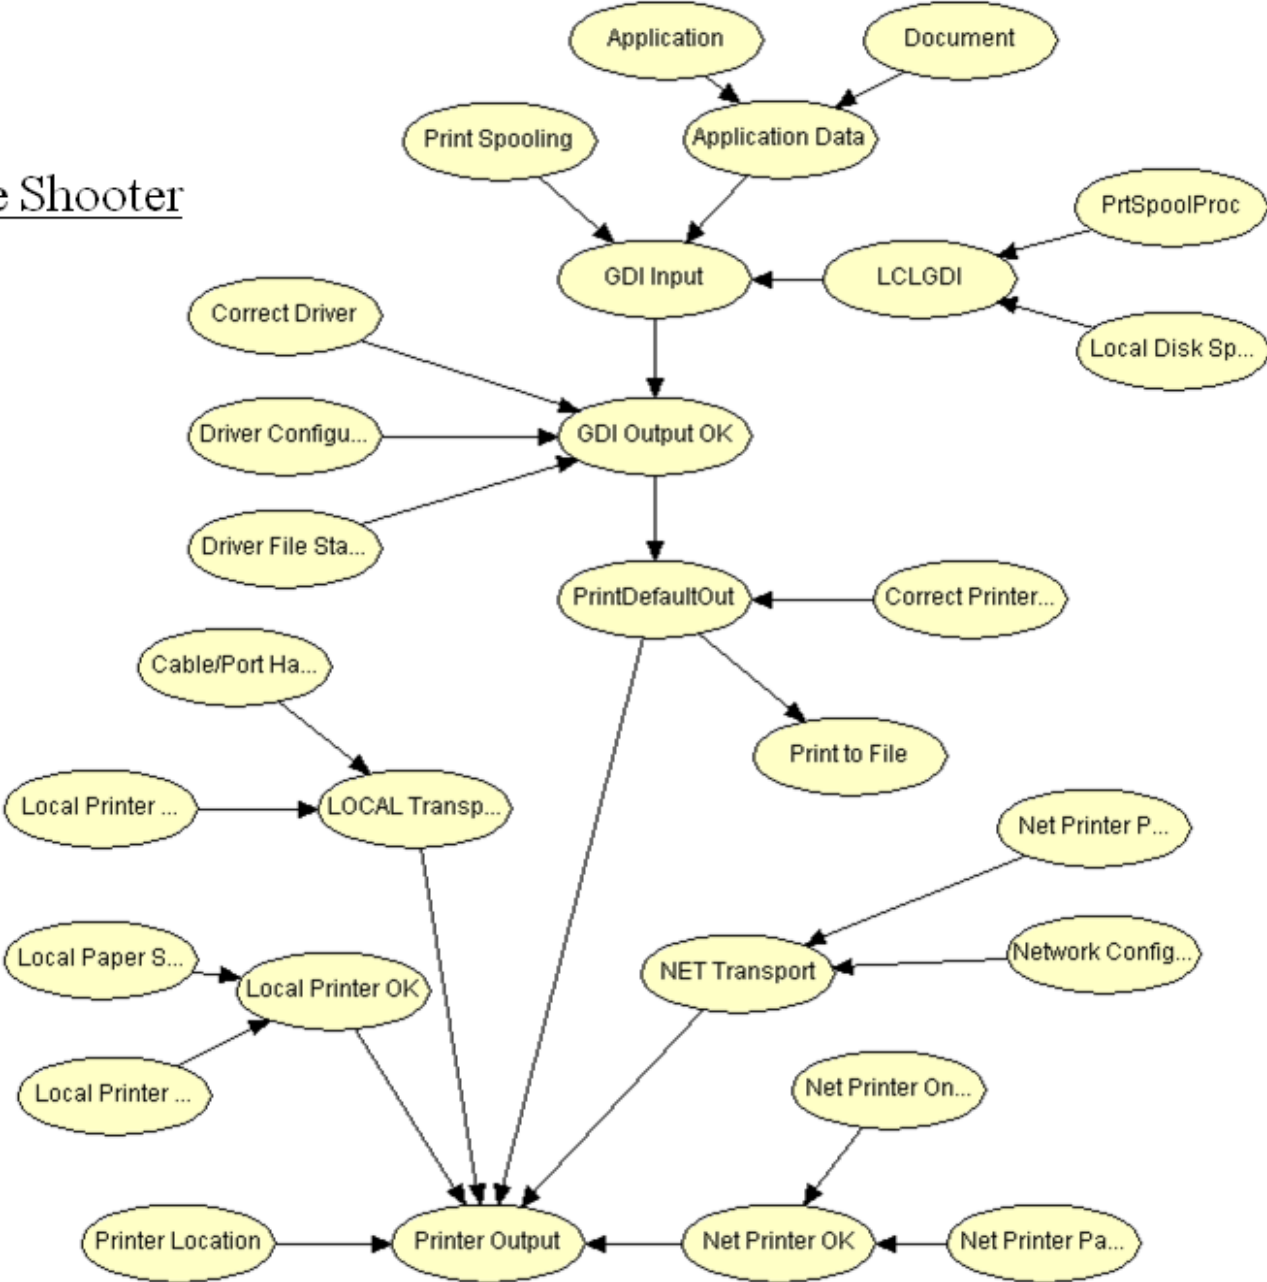 Application
Document
Print Spooling
Application Data
e Shooter
PrtSpoolProc
GDI Input
LCLGDI
Correct Driver
Local Disk Sp...
Driver Configu...
GDI Output OK
Driver File Sta...
PrintDefaultOut
Correct Printer...
Cable/Port Ha...
Print to File
Local Printer ...
LOCAL Transp...
Net Printer P...
Local Paper S...
Local Printer OK
NET Transport
Network Config...
Local Printer ...
Net Printer On...
Printer Location
Printer Output
Net Printer OK
Net Printer Pa...